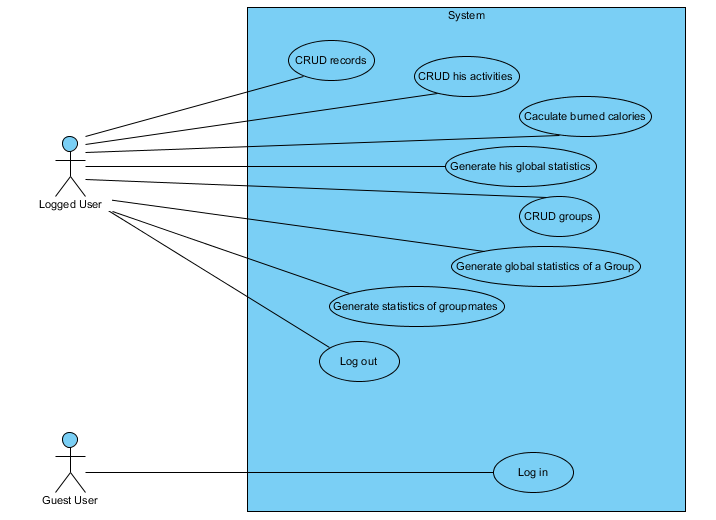 System
CRUD records
CRUD his activities
Caculate burned calories
Generate his global statistics
Logged User
CRUD groups
Generate global statistics of a Group
Generate statistics of groupmates
Log out
Log in
Guest User